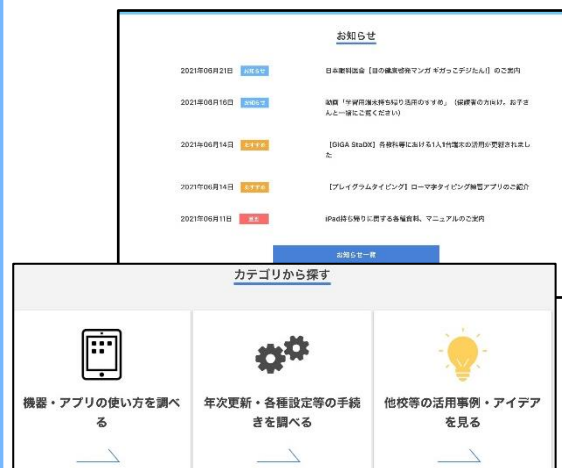 お知らせ
2021年06月21日 お知らせ 日本眼科医会【目の健康啓発マンガ ギガっこデジたん!】のご案内
2021年06月16日 お知らせ 動画「学習用端末持ち帰り活用のすすめ」(保護者の方向け。お子さ
んと一緒にご覧ください)
2021年06月14日 おすすめ 【GIGA StuDX】各教科等における1人1台端末の活用が更新されまし
た
2021年06月14日 おすすめ 【プレイグラムタイピング】ローマ字タイピング練習アプリのご紹介
2021年06月11日 iPad持ち帰りに関する各種資料、マニュアルのご案内
お知らせ一覧
カテゴリから探す
機器・アプリの使い方を調べ
る
年次更新・各種設定等の手続
きを調べる
他校等の活用事例・アイデア
を見る